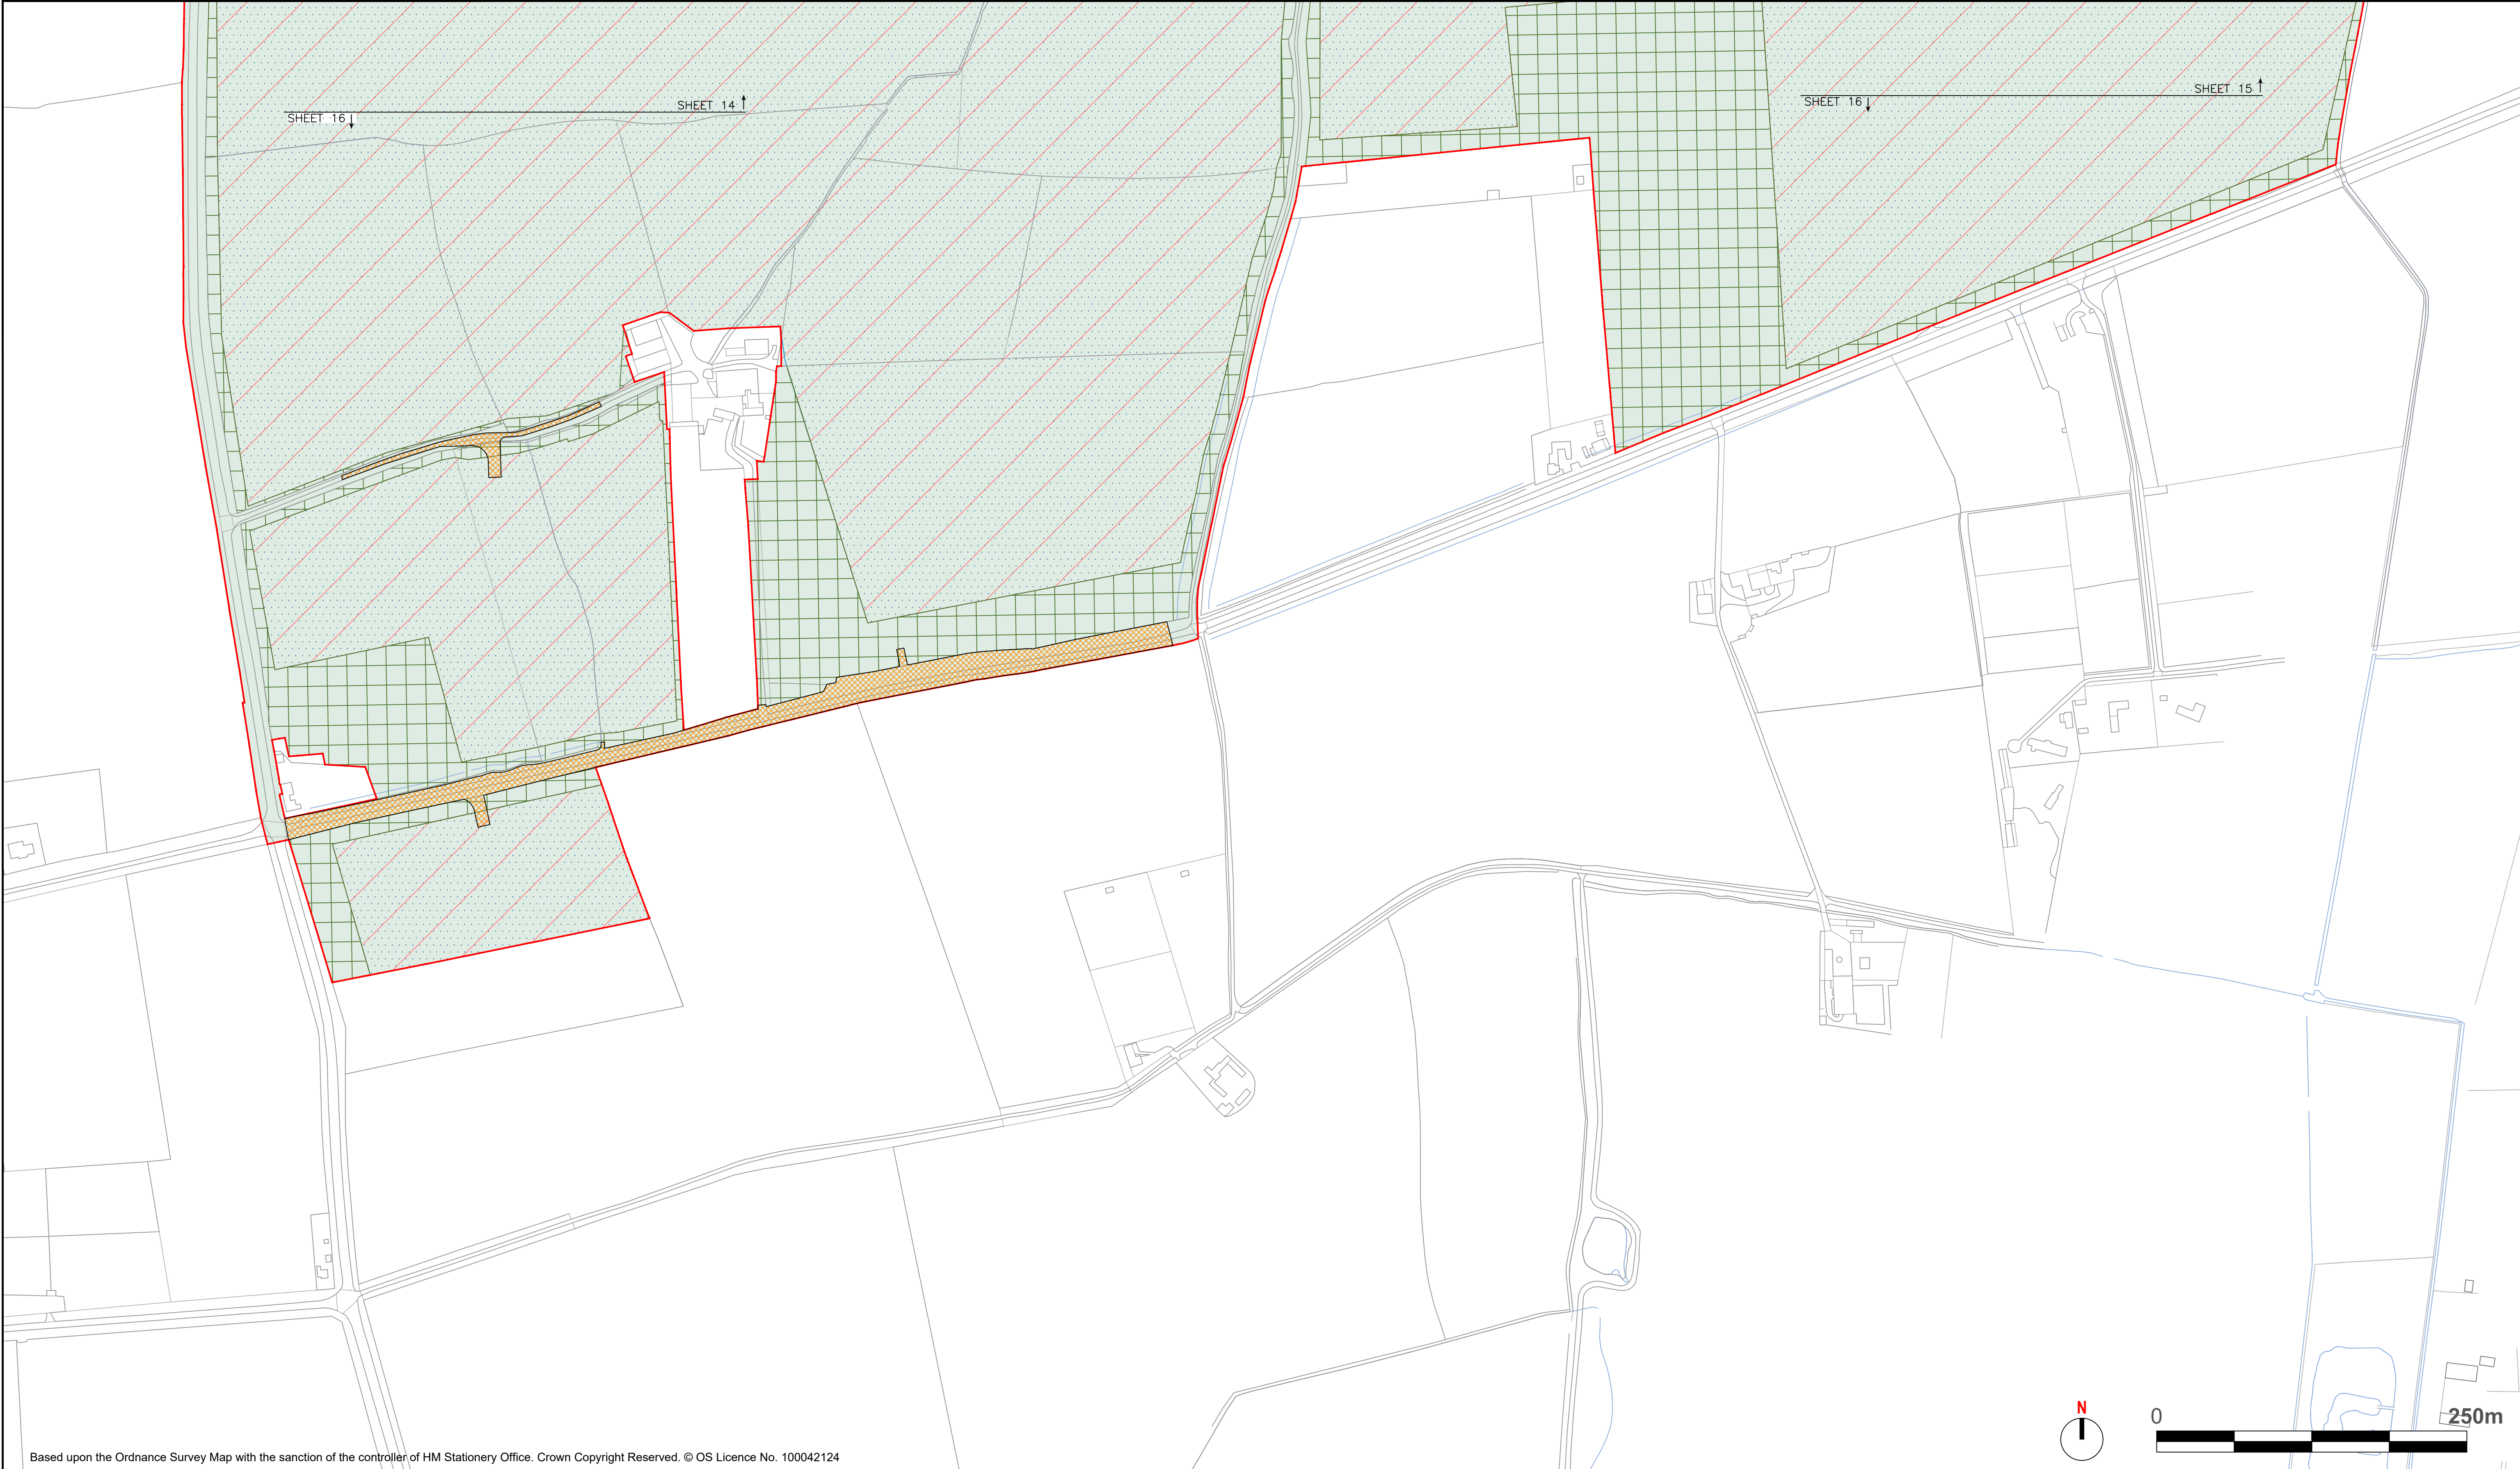 SHEET 14
SHEET 16
SHEET 15
SHEET 16
N
0
250m
Based upon the Ordnance Survey Map with the sanction of the controller of HM Stationery Office. Crown Copyright Reserved. © OS Licence No. 100042124